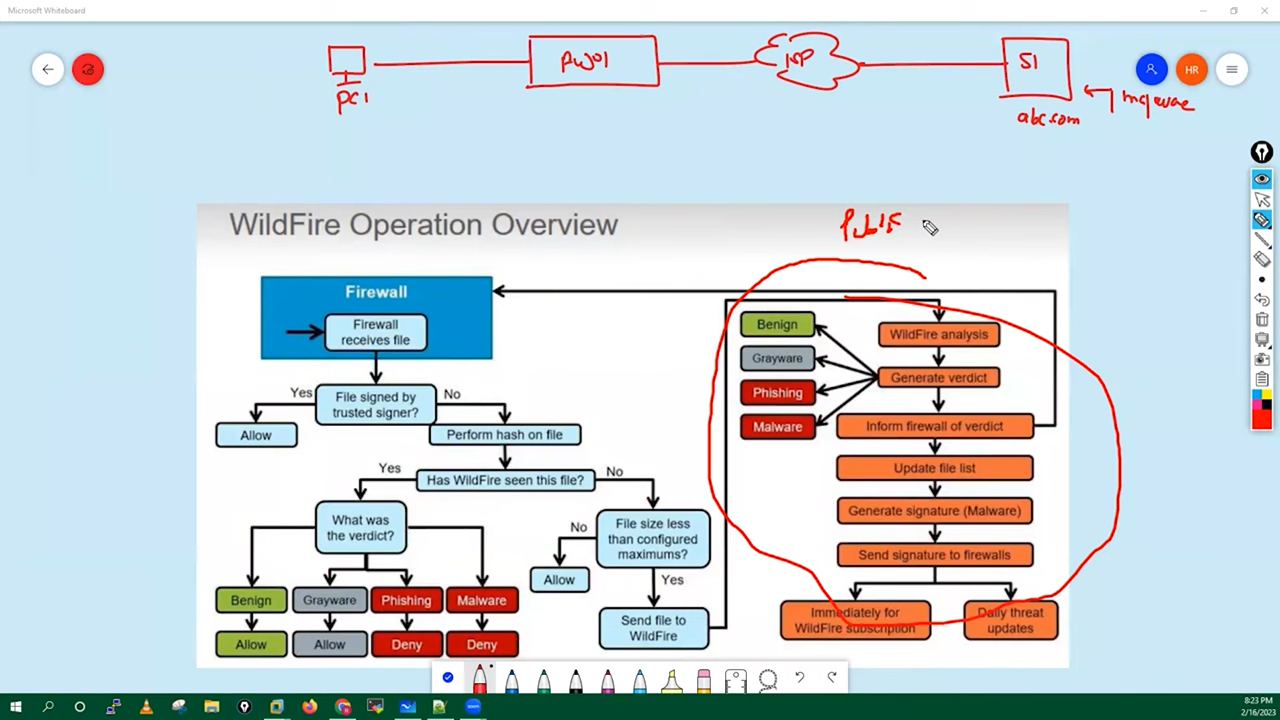 Microsoft Whiteboard
ISP
S1
HR
PC1
abc.com
WildFire Operation Overview
Firewall
Firewall
receives file
Yes
File signed by
trusted signer?
No
Allow
Perform hash on file
Yes
Has WildFire seen this file?
No
What was
the verdict?
No
File size less
than configured
maximums?
Allow
Yes
Benign
Grayware
Phishing
Malware
Allow
Allow
Deny
Deny
Send file to
WildFire
Benign
Grayware
Phishing
Malware
WildFire analysis
Generate verdict
Inform firewall of verdict
Update file list
Generate signature (Malware)
Send signature to firewalls
Immediately for
WildFire subscription
Daily threat
updates
8:23 PM
2/16/2023